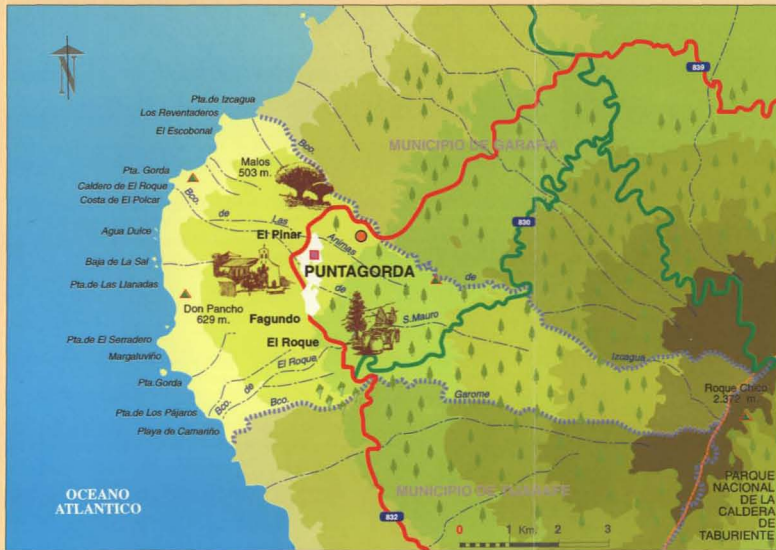 N
839
Pta.de Izcagua
Los Reventaderos
El Escobonal
Bco.
MUNICIPIO DE GARAFIA
Matos
503 m.
Pta. Gorda
Caldero de El Roque
Costa de El Polcar
Bco.
de
Las
Animas
830
Agua Dulce
El Pinar
Baja de La Sal
PUNTAGORDA
Pta.de Las Llanadas
de
de
Don Pancho
629 m.
S.Mauro
Fagundo
Pta.de El Serradero
El Roque
Margaluviño
Izcagua
El Roque
Pta.Gorda
de
Roque Chico
2.372 m.
Bco.
Bco.
Garome
Pta.de Los Pájaros
Playa de Camariño
OCEANO
ATLANTICO
MUNICIPIO DE
PARQUE
NACIONAL
DE LA
CALDERA
DE
TABURIENTE
832
0 1 Km. 2 3